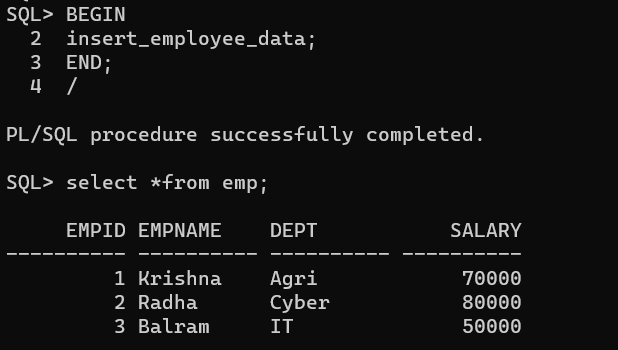 SQL> BEGIN
  2  insert_employee_data;
  3  END;
  4  /
PL/SQL procedure successfully completed.
SQL> select *from emp;
     EMPID EMPNAME    DEPT           SALARY
---------- ---------- ---------- ----------
         1 Krishna    Agri            70000
         2 Radha      Cyber           80000
         3 Balram     IT              50000